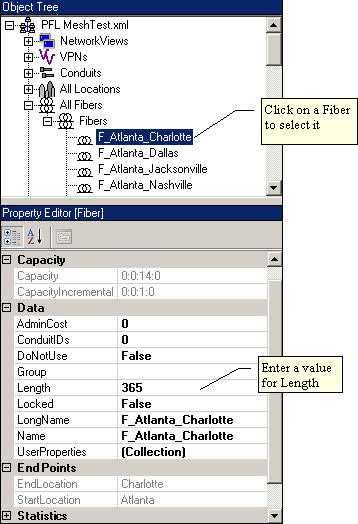 Object Tree
PFL MeshTest.xml
NetworkViews
VPNs
Conduits
All Locations
All Fibers
Fibers
F_Atlanta_Charlotte
F_Atlanta_Dallas
F_Atlanta_Jacksonville
F_Atlanta_Nashville
Click on a Fiber
to select it
Property Editor [Fiber]
Capacity
Capacity 0:0:14:0
CapacityIncremental 0:0:1:0
Data
AdminCost 0
ConduitIDs 0
DoNotUse False
Group
Length 365
Locked False
LongName F_Atlanta_Charlotte
Name F_Atlanta_Charlotte
UserProperties (Collection)
Enter a value
for Length
End Points
EndLocation Charlotte
StartLocation Atlanta
Statistics